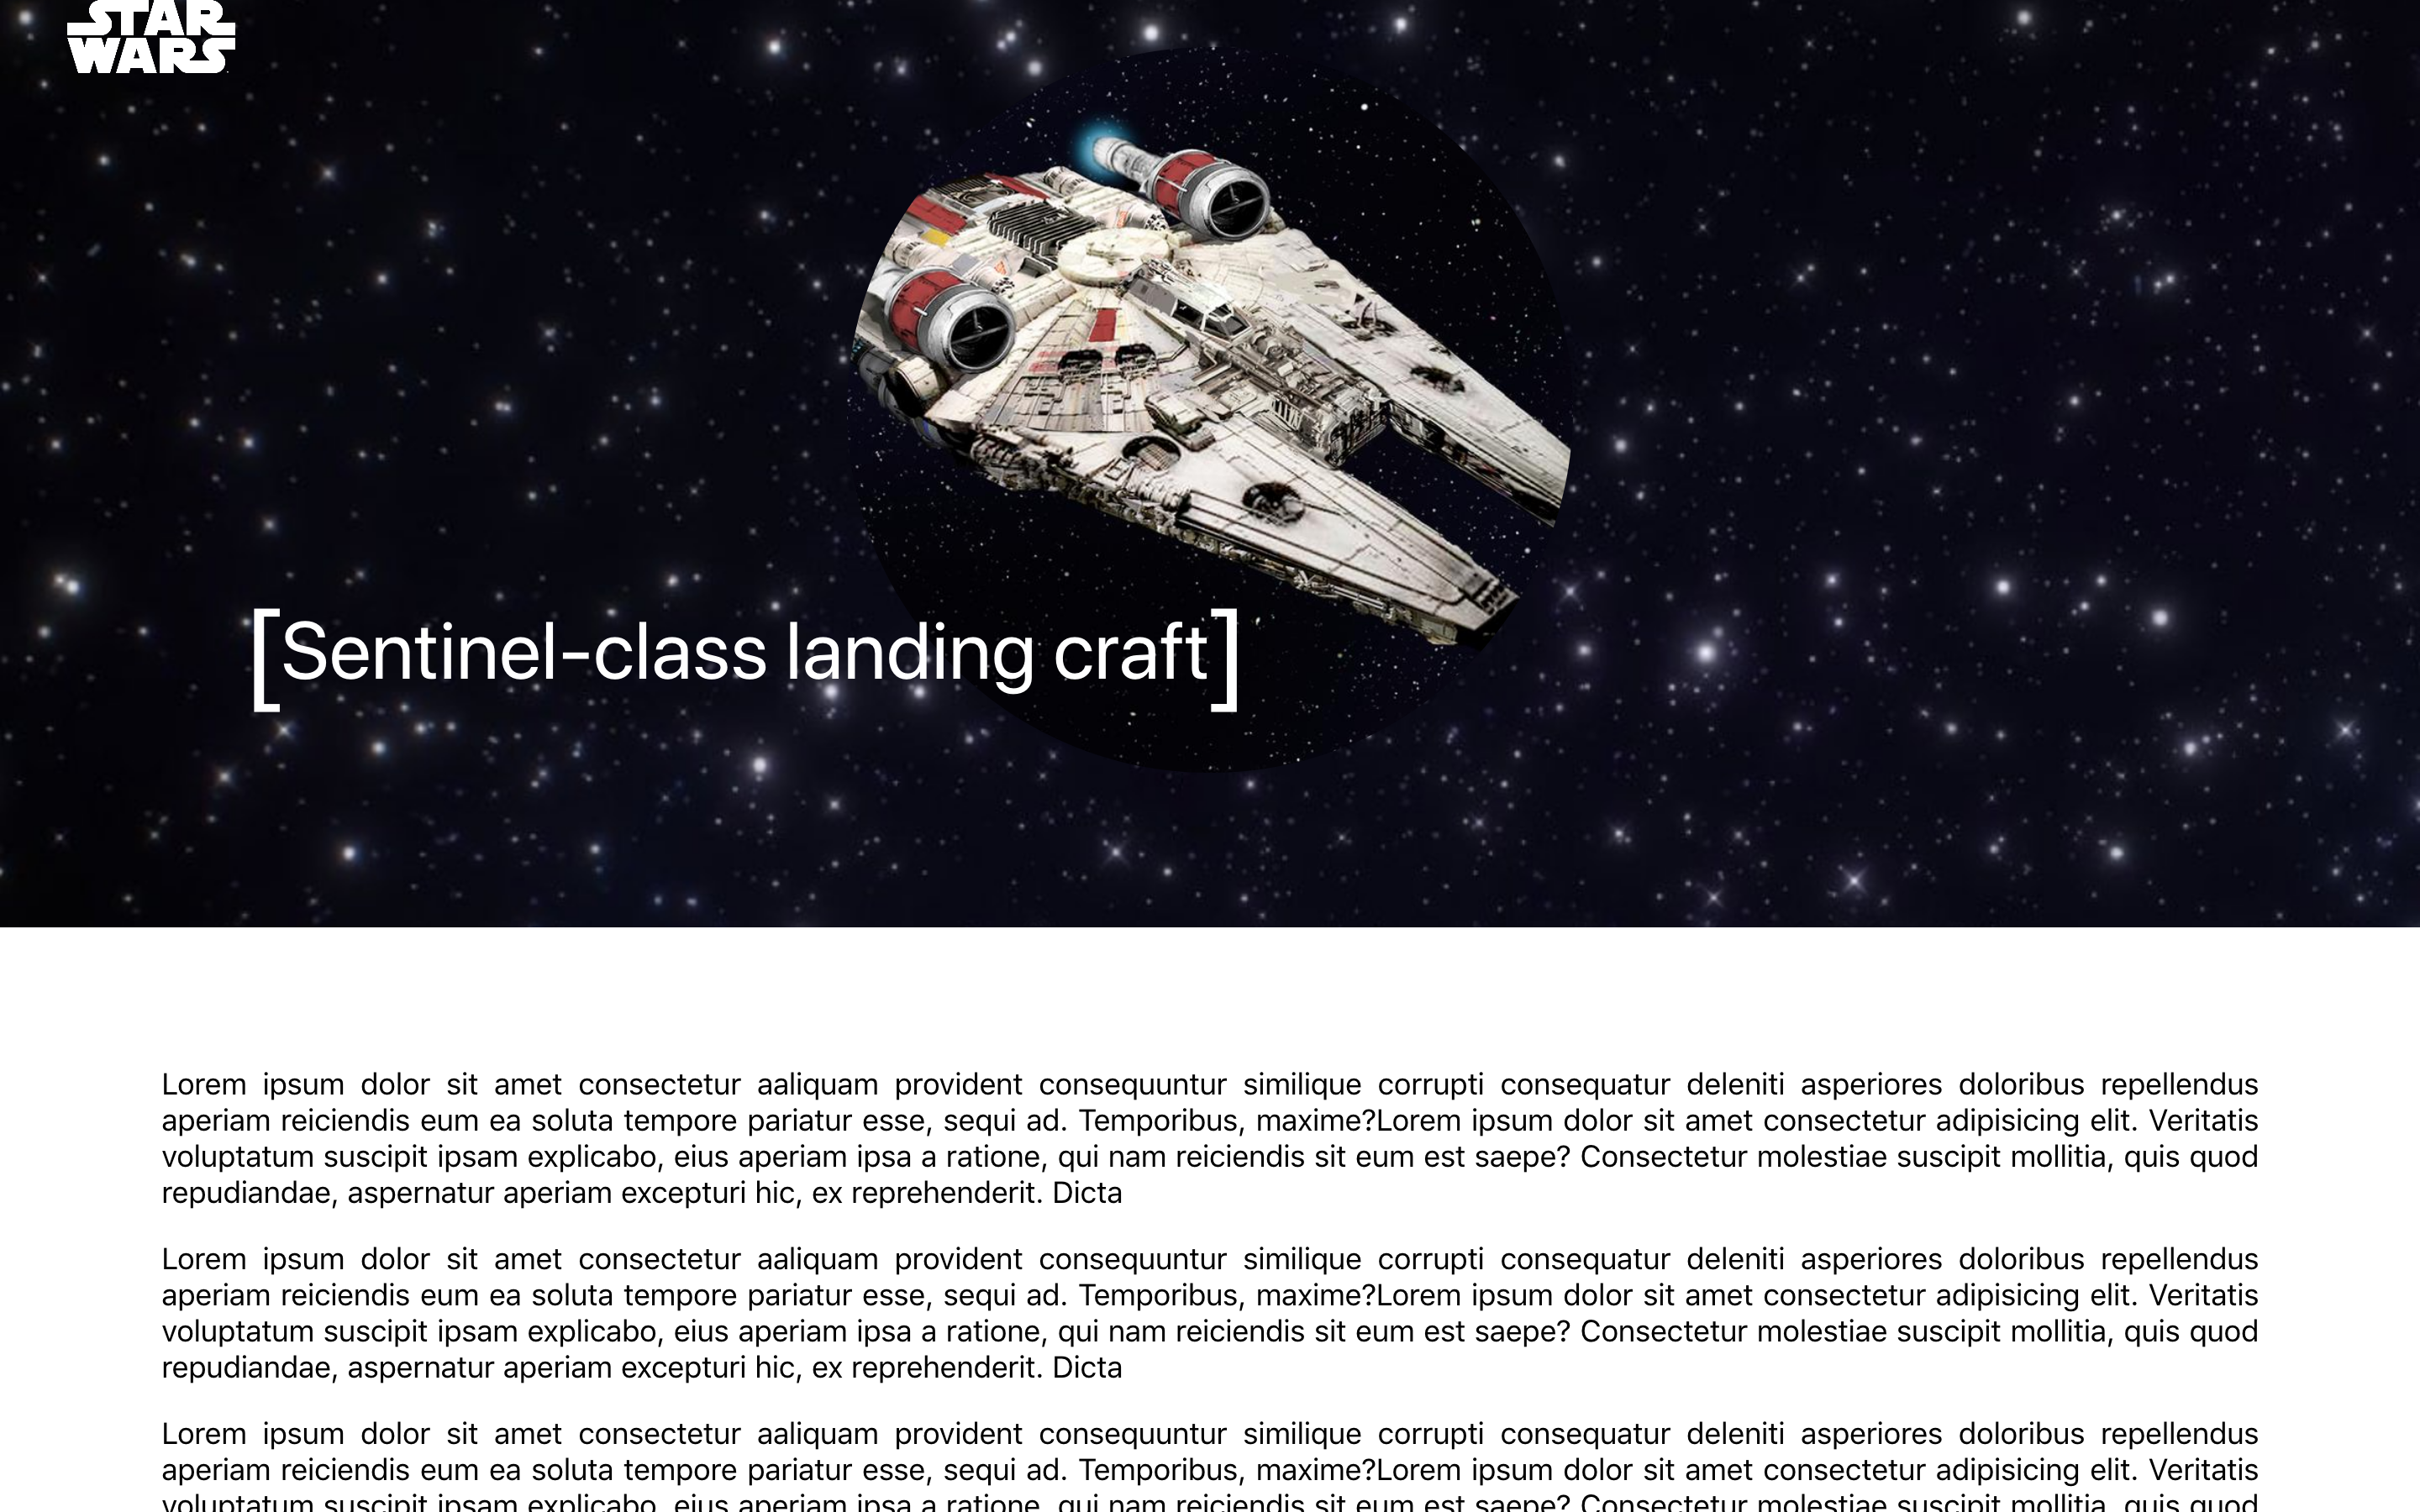 STAR
WARS
[Sentinel-class landing craft]
Lorem ipsum dolor sit amet consectetur aaliquam provident consequuntur similique corrupti consequatur deleniti asperiores doloribus repellendus
aperiam reiciendis eum ea soluta tempore pariatur esse, sequi ad. Temporibus, maxime?Lorem ipsum dolor sit amet consectetur adipisicing elit. Veritatis
voluptatum suscipit ipsam explicabo, eius aperiam ipsa a ratione, qui nam reiciendis sit eum est saepe? Consectetur molestiae suscipit mollitia, quis quod
repudiandae, aspernatur aperiam excepturi hic, ex reprehenderit. Dicta
Lorem ipsum dolor sit amet consectetur aaliquam provident consequuntur similique corrupti consequatur deleniti asperiores doloribus repellendus
aperiam reiciendis eum ea soluta tempore pariatur esse, sequi ad. Temporibus, maxime?Lorem ipsum dolor sit amet consectetur adipisicing elit. Veritatis
voluptatum suscipit ipsam explicabo, eius aperiam ipsa a ratione, qui nam reiciendis sit eum est saepe? Consectetur molestiae suscipit mollitia, quis quod
repudiandae, aspernatur aperiam excepturi hic, ex reprehenderit. Dicta
Lorem ipsum dolor sit amet consectetur aaliquam provident consequuntur similique corrupti consequatur deleniti asperiores doloribus repellendus
aperiam reiciendis eum ea soluta tempore pariatur esse, sequi ad. Temporibus, maxime?Lorem ipsum dolor sit amet consectetur adipisicing elit. Veritatis
voluptatum suscipit ipsam explicabo, eius aperiam ipsa a ratione, qui nam reiciendis sit eum est saepe? Consectetur molestiae suscipit mollitia, quis quod